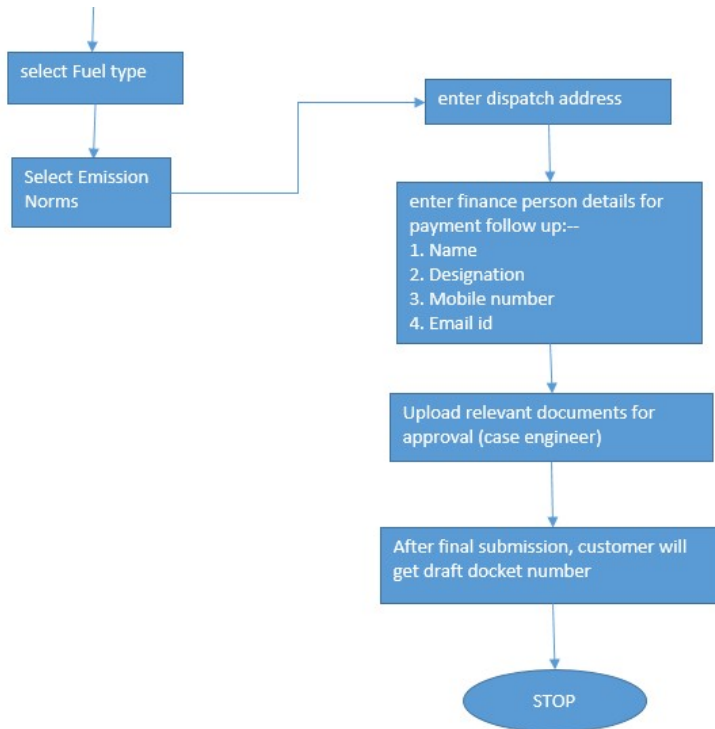 select Fuel type
Select Emission
Norms
enter dispatch address
enter finance person details for
payment follow up:--
1. Name
2. Designation
3. Mobile number
4. Email id
Upload relevant documents for
approval (case engineer)
After final submission, customer will
get draft docket number
STOP